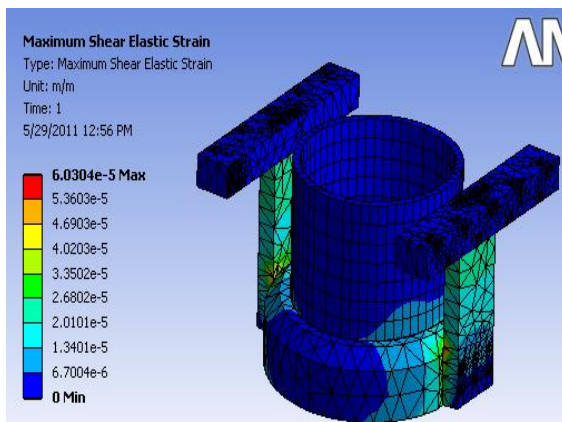 Maximum Shear Elastic Strain
Type: Maximum Shear Elastic Strain
Unit: m/m
Time: 1
5/29/2011 12:56 PM
6.0304e-5 Max
5.3603e-5
4.6903e-5
4.0203e-5
3.3502e-5
2.6802e-5
2.0101e-5
1.3401e-5
6.7004e-6
0 Min